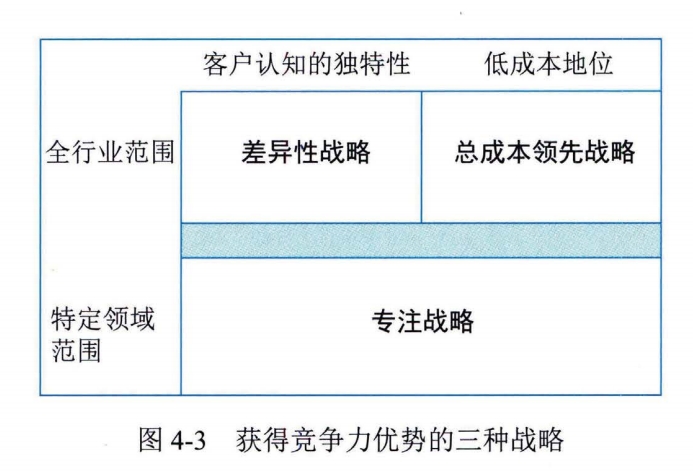 客户认知的独特性 低成本地位
全行业范围 差异性战略 总成本领先战略
特定领域
范围
专注战略
图 4-3 获得竞争力优势的三种战略